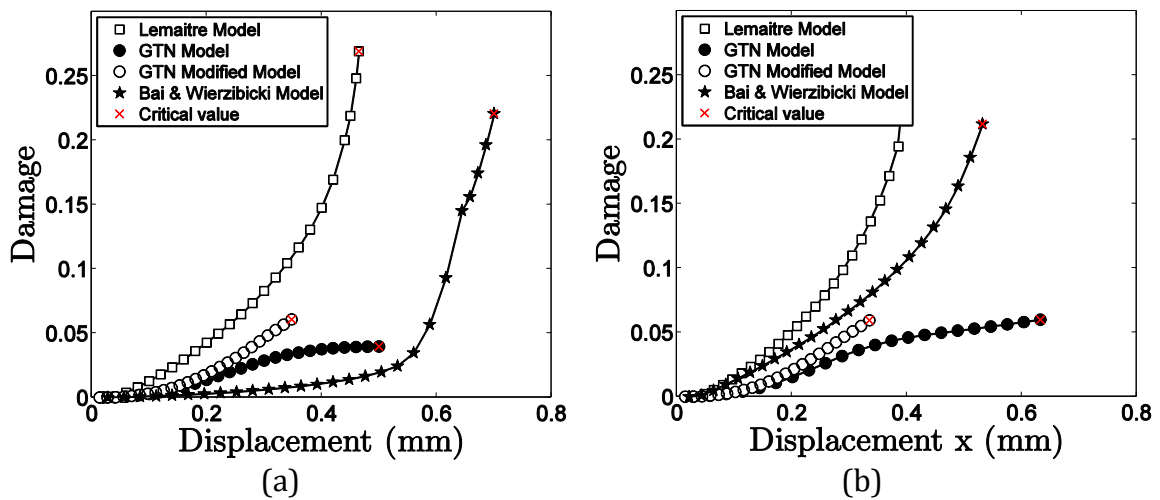 Lemaitre Model
GTN Model
GTN Modified Model
Bai & Wierzibicki Model
Critical value
0.25
0.2
0.15
0.1
0.05
0
0
0.2
0.4
0.6
0.8
Damage
Displacement (mm)
(a)
Lemaitre Model
GTN Model
GTN Modified Model
Bai & Wierzibicki Model
Critical value
0.25
0.2
0.15
0.1
0.05
0
0
0.2
0.4
0.6
0.8
Damage
Displacement x (mm)
(b)